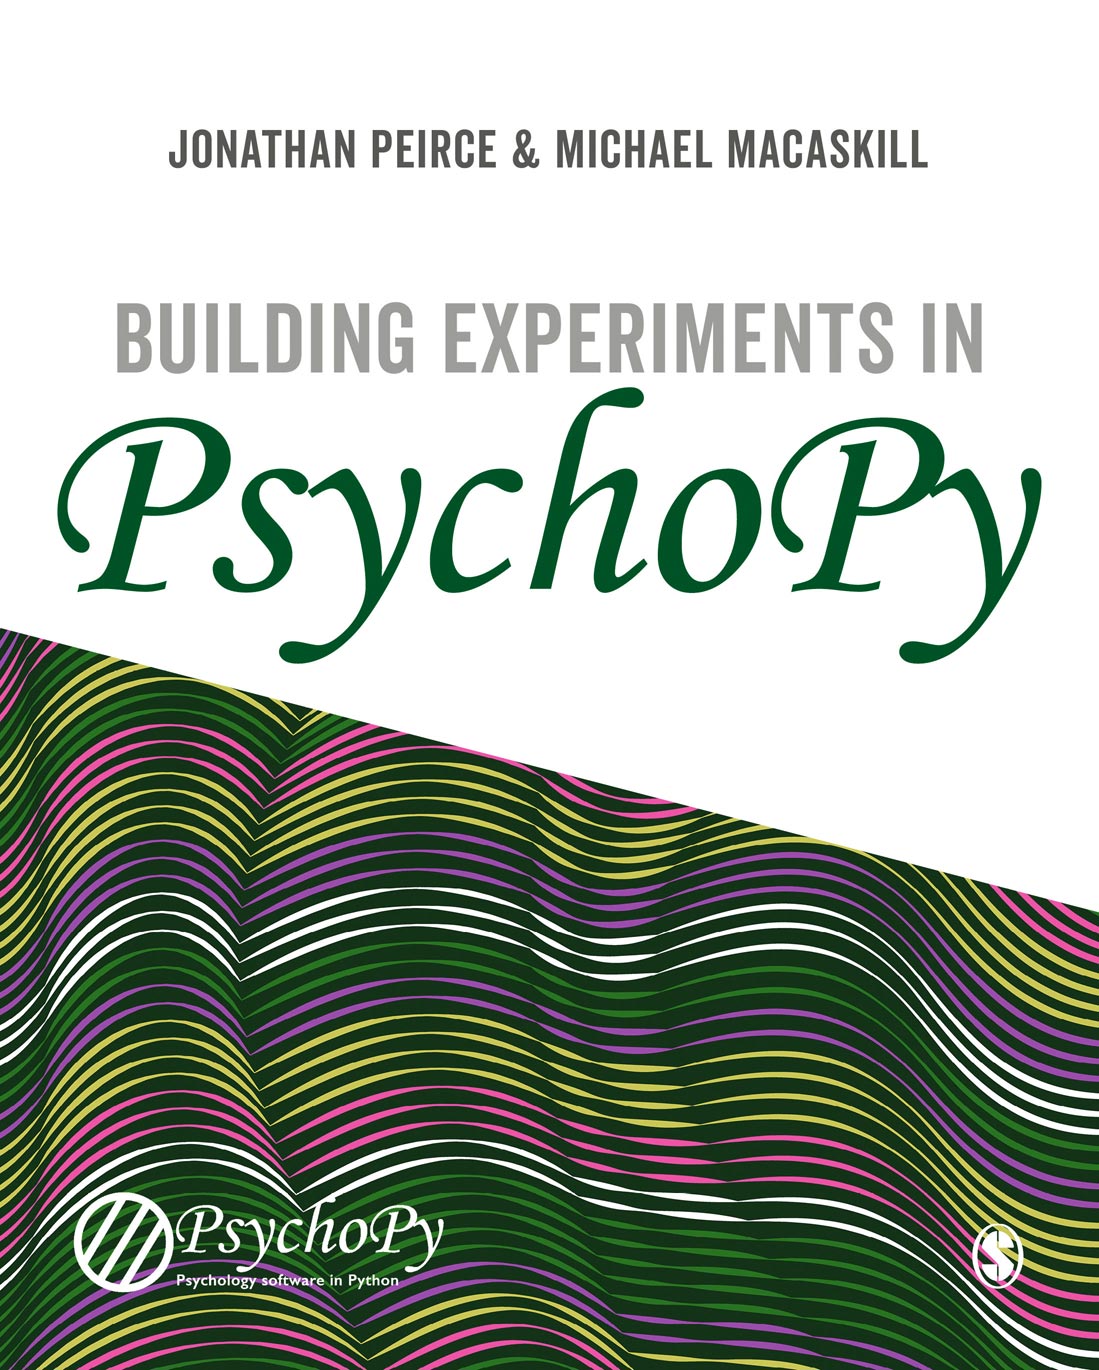 JONATHAN PEIRCE & MICHAEL MACASKILL
BUILDING EXPERIMENTS IN
PsychoPy
PsychoPy
Psychology software in Python
S